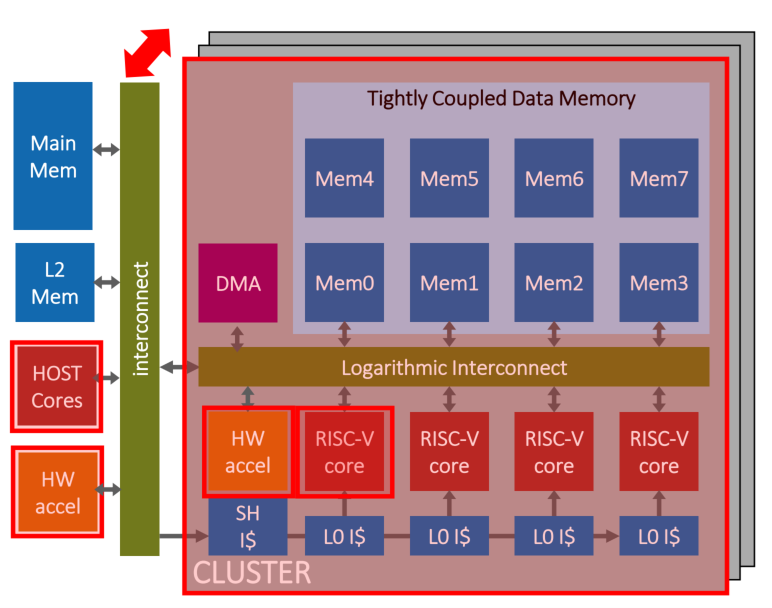 Tightly Coupled Data Memory
Main
Mem
Mem4
Mem5
Mem6
Mem7
L2
Mem
interconnect
DMA
Mem0
Mem1
Mem2
Mem3
HOST
Cores
Logarithmic Interconnect
HW
accel
HW
accel
RISC-V
core
RISC-V
core
RISC-V
core
RISC-V
core
SH
I$
L0 I$
L0 I$
L0 I$
L0 I$
CLUSTER